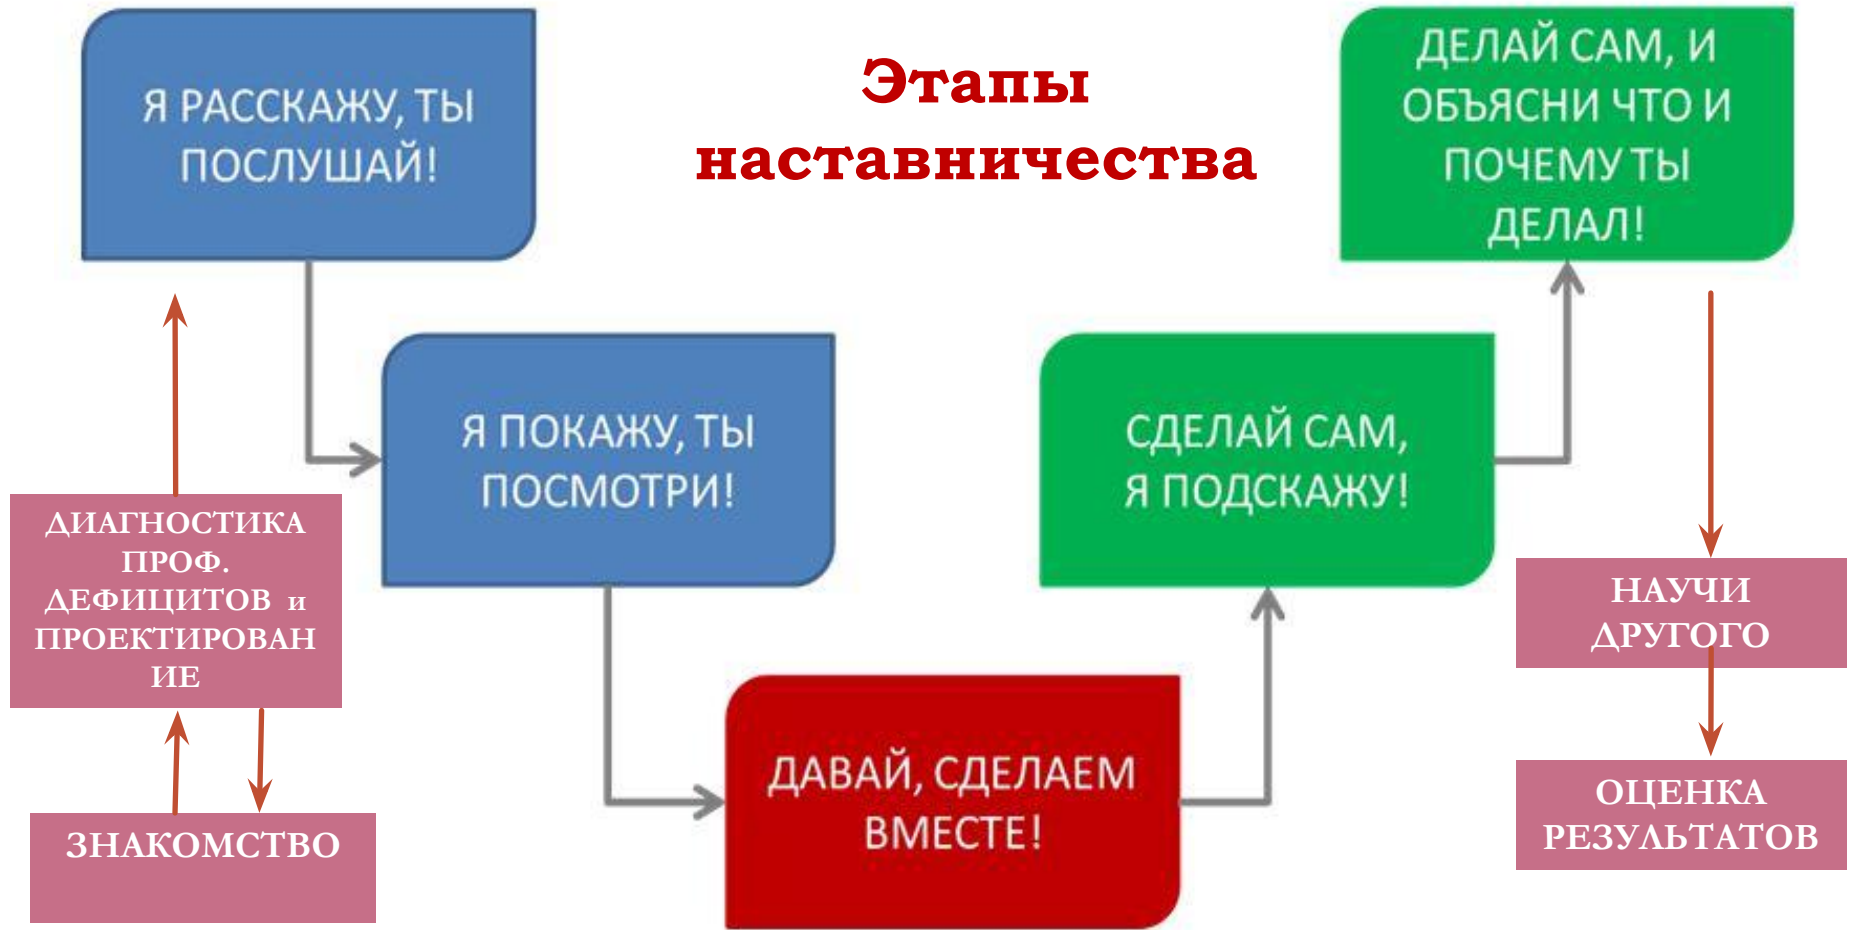 Этапы
наставничества
Я РАССКАЖУ, ТЫ
ПОСЛУШАЙ!
Я ПОКАЖУ, ТЫ
ПОСМОТРИ!
ДАВАЙ, СДЕЛАЕМ
ВМЕСТЕ!
СДЕЛАЙ САМ,
Я ПОДСКАЖУ!
ДЕЛАЙ САМ, И
ОБЪЯСНИ ЧТО И
ПОЧЕМУ ТЫ
ДЕЛАЛ!
ДИАГНОСТИКА
ПРОФ.
ДЕФИЦИТОВ и
ПРОЕКТИРОВАН
ИЕ
ЗНАКОМСТВО
НАУЧИ
ДРУГОГО
ОЦЕНКА
РЕЗУЛЬТАТОВ